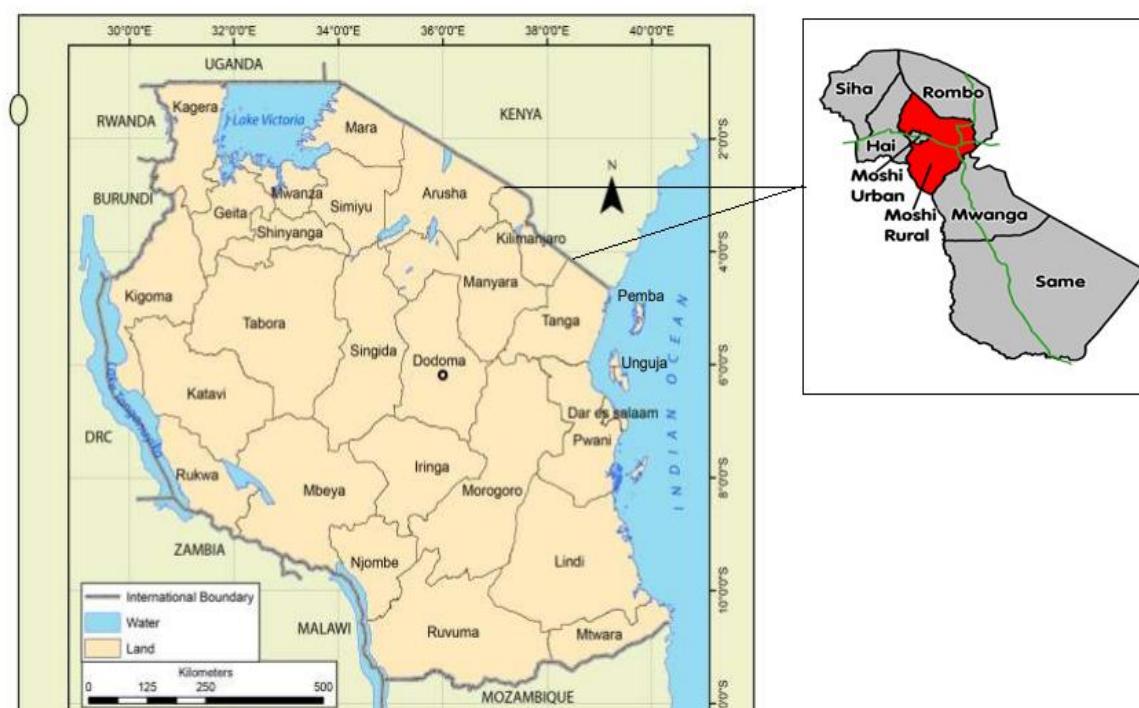 30°0'0"E 32°0'0"E 34°0'0"E 36°0'0"E 38°0'0"E 40°0'0"E
UGANDA
Kagera
RWANDA
Lake Victoria
Mara
KENYA
2°0'0"S
N
BURUNDI
Geita
Mwanza
Simiyu
Arusha
Shinyanga
Kilimanjaro
4°0'0"S
Kigoma
Manyara
Pemba
Tabora
Tanga
Singida
Dodoma
Unguja
6°0'0"S
Katavi
Lake Tanganyika
Dar es salaam
DRC
Pwani
INDIAN OCEAN
Rukwa
Iringa
Mbeya
Morogoro
8°0'0"S
ZAMBIA
Njombe
Lindi
International Boundary
10°0'0"S
Water
MALAWI
Ruvuma
Mtwara
Land
Kilometers
0 125 250 500
MOZAMBIQUE
Siha
Rombo
Hai
Moshi
Urban
Moshi
Rural
Mwanga
Same